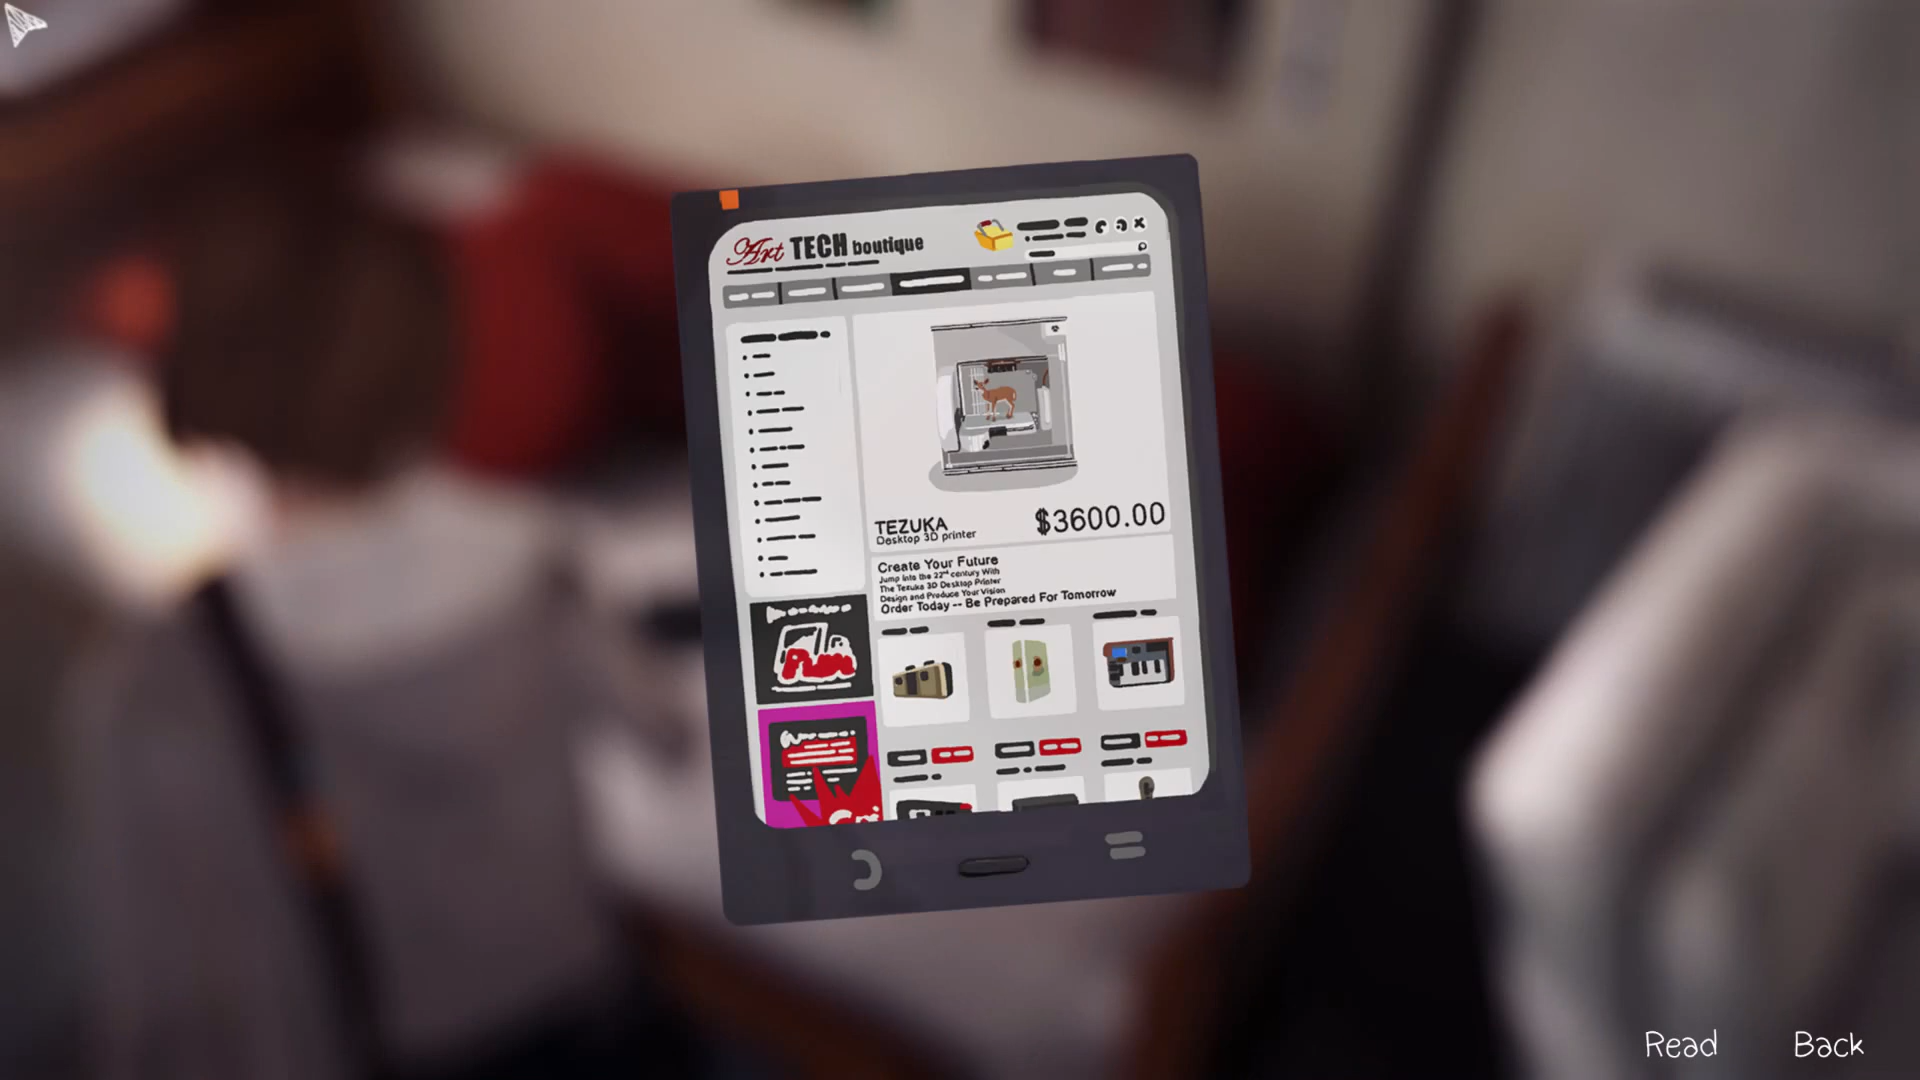 Art TECH boutique
TEZUKA
Desktop 3D printer
$3600.00
Create Your Future
Jump into the 22nd century With
The Tezuka 3D Desktop Printer
Design and Produce Your Vision
Order Today -- Be Prepared For Tomorrow
Read
Back